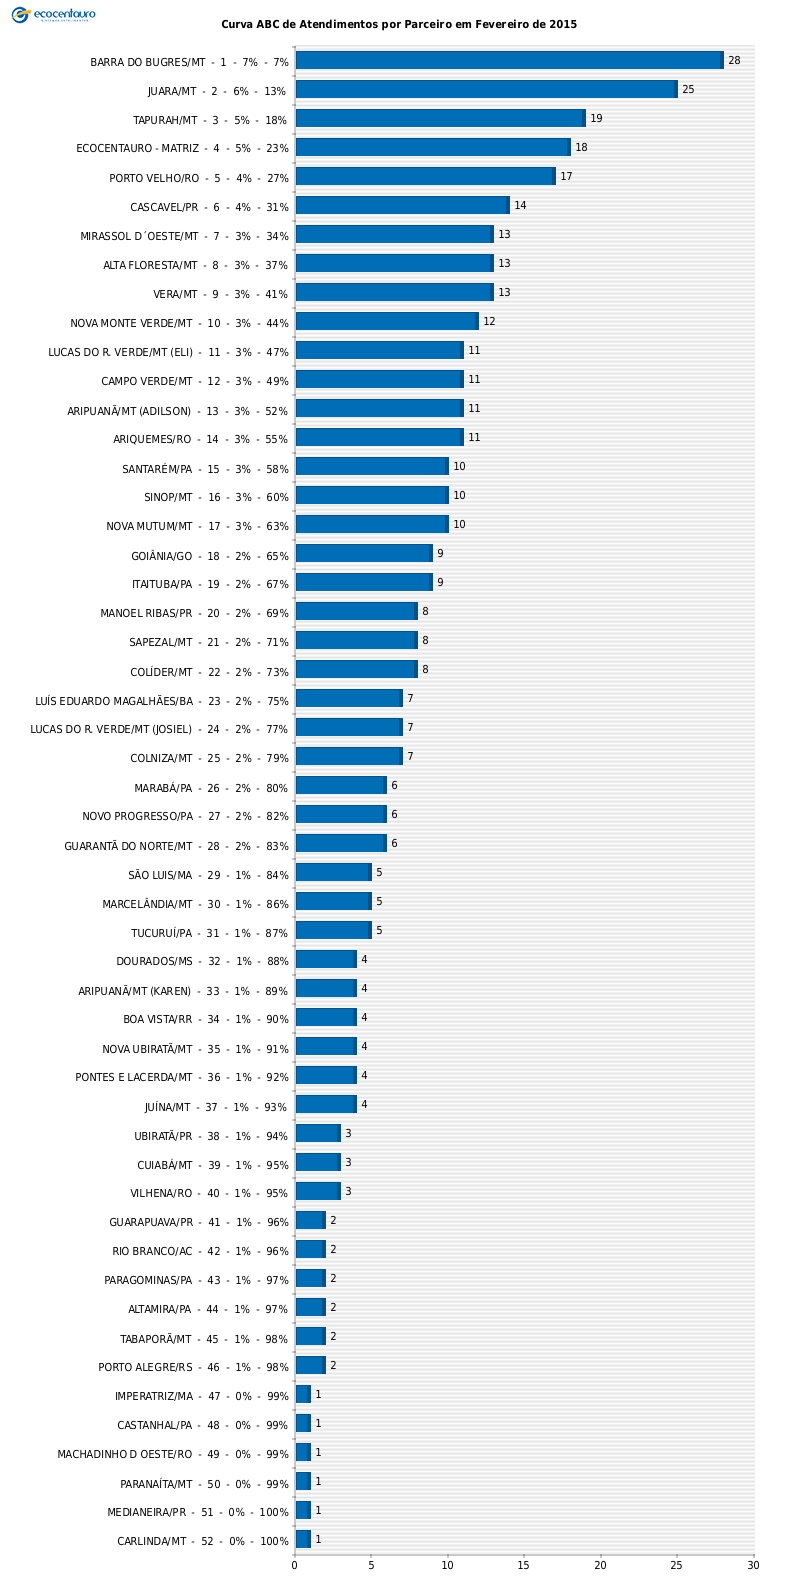 ecocentauro
Curva ABC de Atendimentos por Parceiro em Fevereiro de 2015
BARRA DO BUGRES/MT - 1 - 7% - 7% 28
JUARA/MT - 2 - 6% - 13% 25
TAPURAH/MT - 3 - 5% - 18% 19
ECOCENTAURO - MATRIZ - 4 - 5% - 23% 18
PORTO VELHO/RO - 5 - 4% - 27% 17
CASCAVEL/PR - 6 - 4% - 31% 14
MIRASSOL D´OESTE/MT - 7 - 3% - 34% 13
ALTA FLORESTA/MT - 8 - 3% - 37% 13
VERA/MT - 9 - 3% - 41% 13
NOVA MONTE VERDE/MT - 10 - 3% - 44% 12
LUCAS DO R. VERDE/MT (ELI) - 11 - 3% - 47% 11
CAMPO VERDE/MT - 12 - 3% - 49% 11
ARIPUANÃ/MT (ADILSON) - 13 - 3% - 52% 11
ARIQUEMES/RO - 14 - 3% - 55% 11
SANTARÉM/PA - 15 - 3% - 58% 10
SINOP/MT - 16 - 3% - 60% 10
NOVA MUTUM/MT - 17 - 3% - 63% 10
GOIÂNIA/GO - 18 - 2% - 65% 9
ITAITUBA/PA - 19 - 2% - 67% 9
MANOEL RIBAS/PR - 20 - 2% - 69% 8
SAPEZAL/MT - 21 - 2% - 71% 8
COLÍDER/MT - 22 - 2% - 73% 8
LUÍS EDUARDO MAGALHÃES/BA - 23 - 2% - 75% 7
LUCAS DO R. VERDE/MT (JOSIEL) - 24 - 2% - 77% 7
COLNIZA/MT - 25 - 2% - 79% 7
MARABÁ/PA - 26 - 2% - 80% 6
NOVO PROGRESSO/PA - 27 - 2% - 82% 6
GUARANTÃ DO NORTE/MT - 28 - 2% - 83% 6
SÃO LUIS/MA - 29 - 1% - 84% 5
MARCELÂNDIA/MT - 30 - 1% - 86% 5
TUCURUÍ/PA - 31 - 1% - 87% 5
DOURADOS/MS - 32 - 1% - 88% 4
ARIPUANÃ/MT (KAREN) - 33 - 1% - 89% 4
BOA VISTA/RR - 34 - 1% - 90% 4
NOVA UBIRATÃ/MT - 35 - 1% - 91% 4
PONTES E LACERDA/MT - 36 - 1% - 92% 4
JUÍNA/MT - 37 - 1% - 93% 4
UBIRATÃ/PR - 38 - 1% - 94% 3
CUIABÁ/MT - 39 - 1% - 95% 3
VILHENA/RO - 40 - 1% - 95% 3
GUARAPUAVA/PR - 41 - 1% - 96% 2
RIO BRANCO/AC - 42 - 1% - 96% 2
PARAGOMINAS/PA - 43 - 1% - 97% 2
ALTAMIRA/PA - 44 - 1% - 97% 2
TABAPORÃ/MT - 45 - 1% - 98% 2
PORTO ALEGRE/RS - 46 - 1% - 98% 2
IMPERATRIZ/MA - 47 - 0% - 99% 1
CASTANHAL/PA - 48 - 0% - 99% 1
MACHADINHO D OESTE/RO - 49 - 0% - 99% 1
PARANAÍTA/MT - 50 - 0% - 99% 1
MEDIANEIRA/PR - 51 - 0% - 100% 1
CARLINDA/MT - 52 - 0% - 100% 1
0 5 10 15 20 25 30